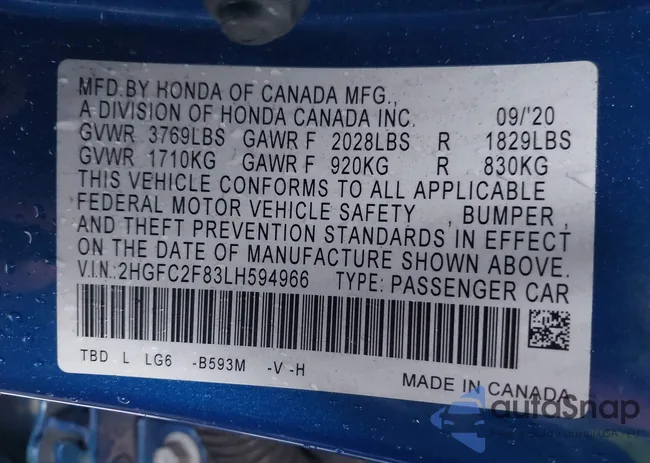 MFD.BY HONDA OF CANADA MFG.,
A DIVISION OF HONDA CANADA INC. 09/'20
GVWR 3769LBS GAWR F 2028LBS R 1829LBS
GVWR 1710KG GAWR F 920KG R 830KG
THIS VEHICLE CONFORMS TO ALL APPLICABLE
FEDERAL MOTOR VEHICLE SAFETY , BUMPER ,
AND THEFT PREVENTION STANDARDS IN EFFECT
ON THE DATE OF MANUFACTURE SHOWN ABOVE.
V.I.N.:2HGFC2F83LH594966 TYPE: PASSENGER CAR
TBD L LG6 -B593M -V -H
MADE IN CANADA
autoSnap